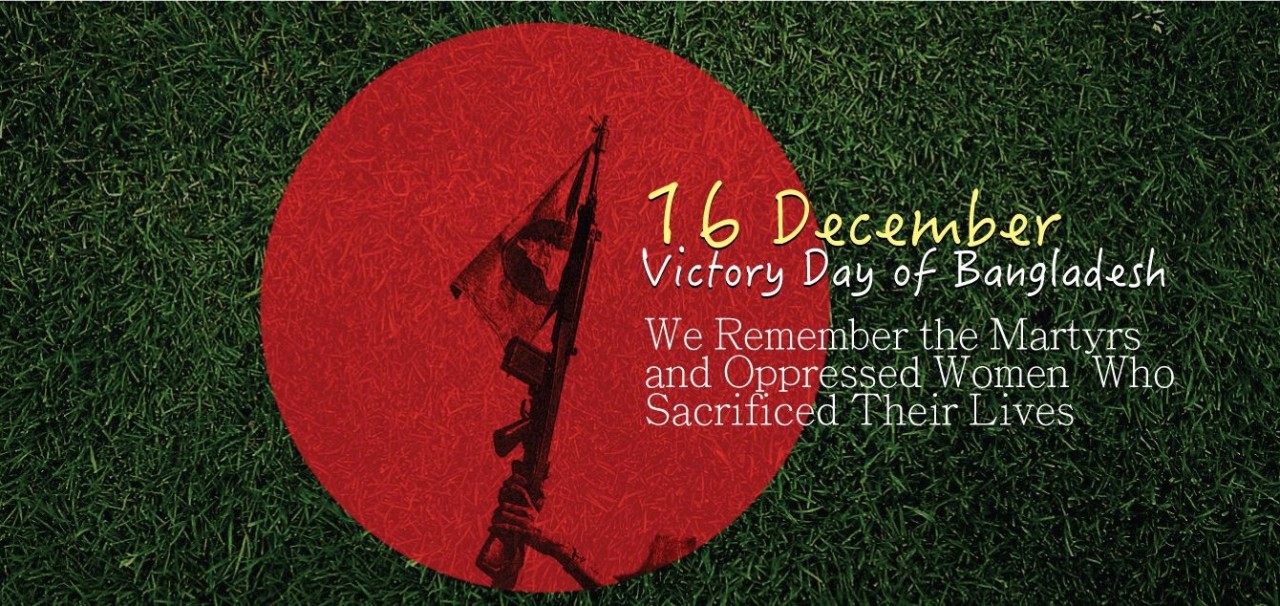 16 December
Victory Day of Bangladesh
We Remember the Martyrs
and Oppressed Women Who
Sacrificed Their Lives